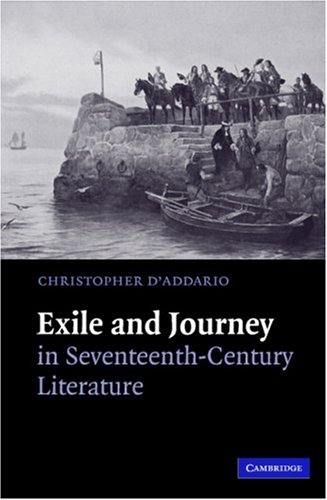 CHRISTOPHER D'ADDARIO
Exile and Journey
in Seventeenth-Century
Literature
CAMBRIDGE